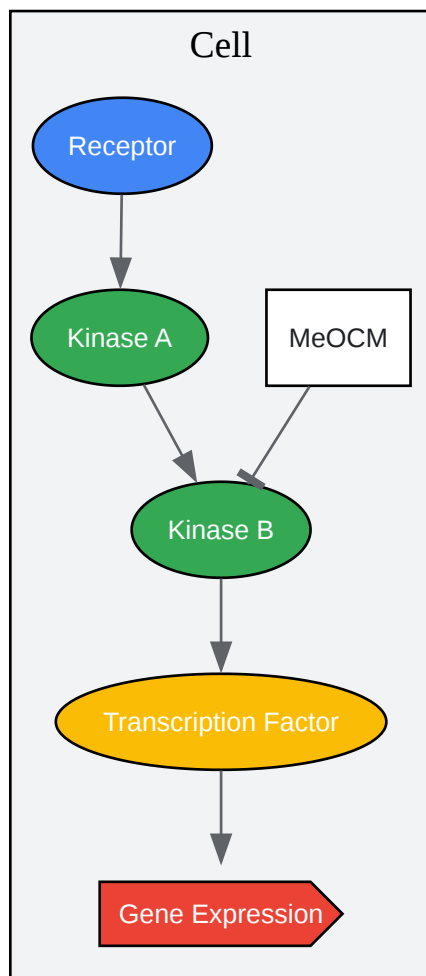 Cell
Receptor
Kinase A
MeOCM
Kinase B
Transcription Factor
Gene Expression